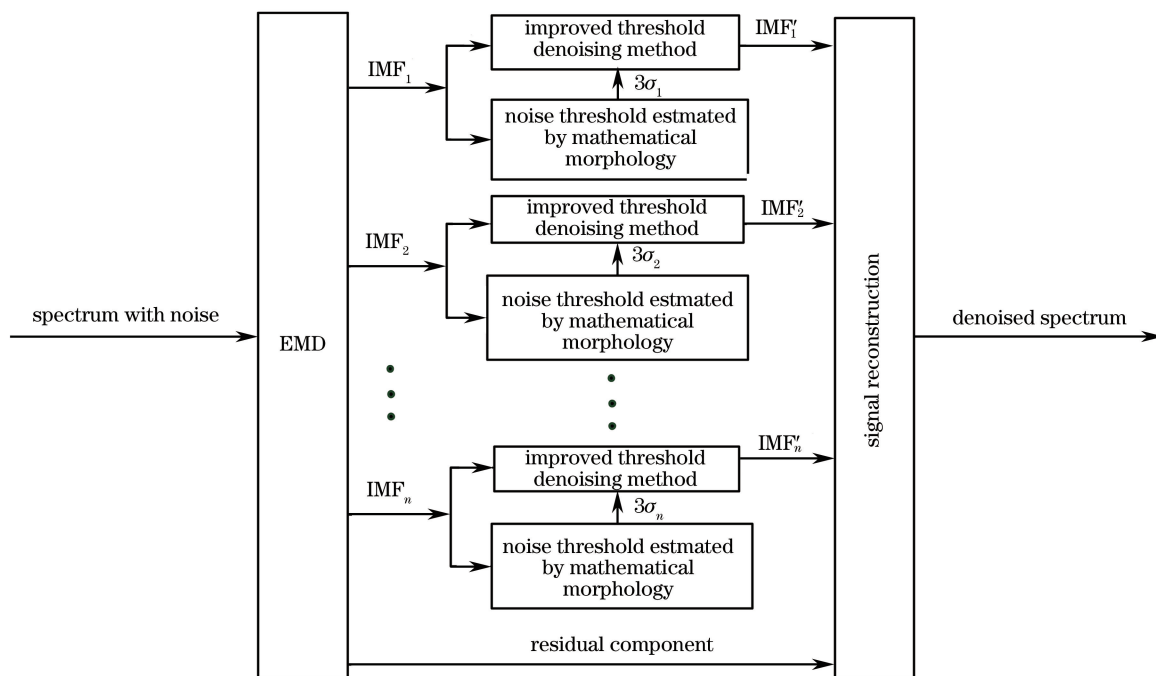 spectrum with noise
EMD
IMF₁
improved threshold
denoising method
3σ₁
noise threshold estmated
by mathematical
morphology
IMF′₁
IMF₂
improved threshold
denoising method
3σ₂
noise threshold estmated
by mathematical
morphology
IMF′₂
IMFₙ
improved threshold
denoising method
3σₙ
noise threshold estmated
by mathematical
morphology
IMF′ₙ
residual component
signal reconstruction
denoised spectrum